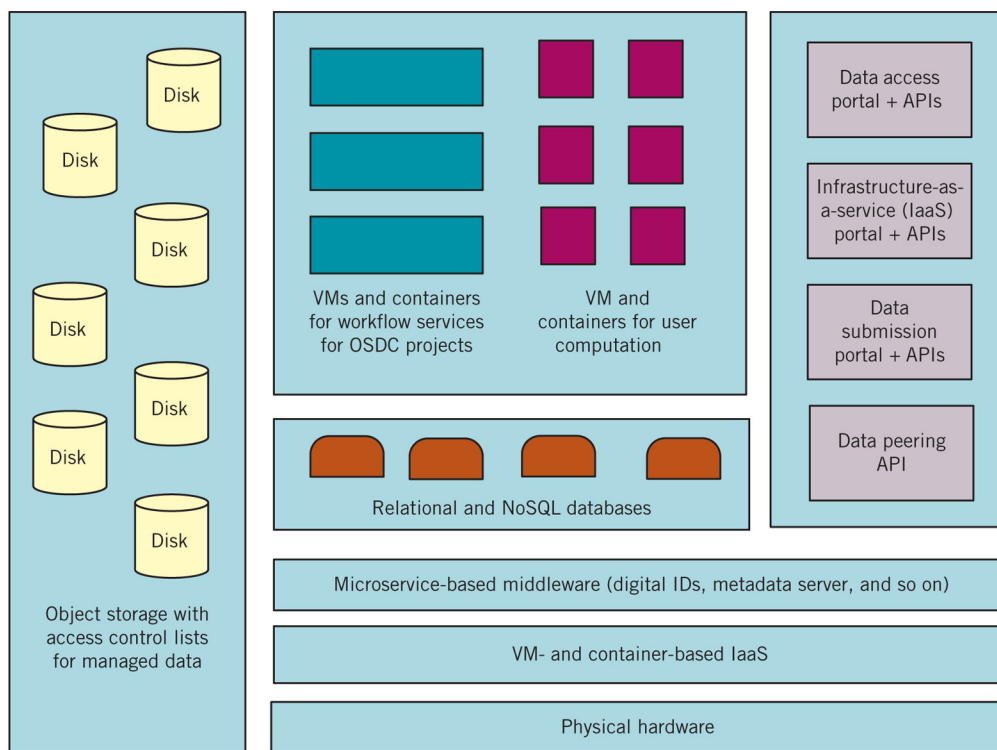 Disk
Disk
Disk
Disk
Disk
Disk
Disk
Object storage with
access control lists
for managed data
VMs and containers
for workflow services
for OSDC projects
VM and
containers for user
computation
Relational and NoSQL databases
Data access
portal + APIs
Infrastructure-as-
a-service (IaaS)
portal + APIs
Data
submission
portal + APIs
Data peering
API
Microservice-based middleware (digital IDs, metadata server, and so on)
VM- and container-based IaaS
Physical hardware